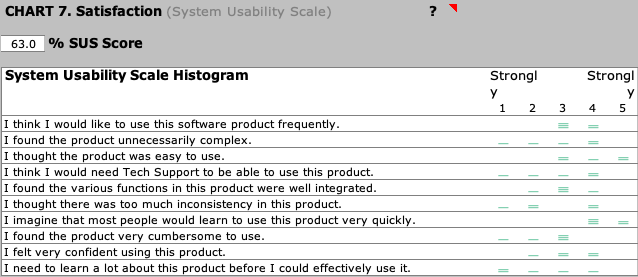 CHART 7. Satisfaction (System Usability Scale) ?
63.0 % SUS Score
System Usability Scale Histogram Strongl Strongl
y y
1 2 3 4 5
I think I would like to use this software product frequently.
I found the product unnecessarily complex.
I thought the product was easy to use.
I think I would need Tech Support to be able to use this product.
I found the various functions in this product were well integrated.
I thought there was too much inconsistency in this product.
I imagine that most people would learn to use this product very quickly.
I found the product very cumbersome to use.
I felt very confident using this product.
I need to learn a lot about this product before I could effectively use it.